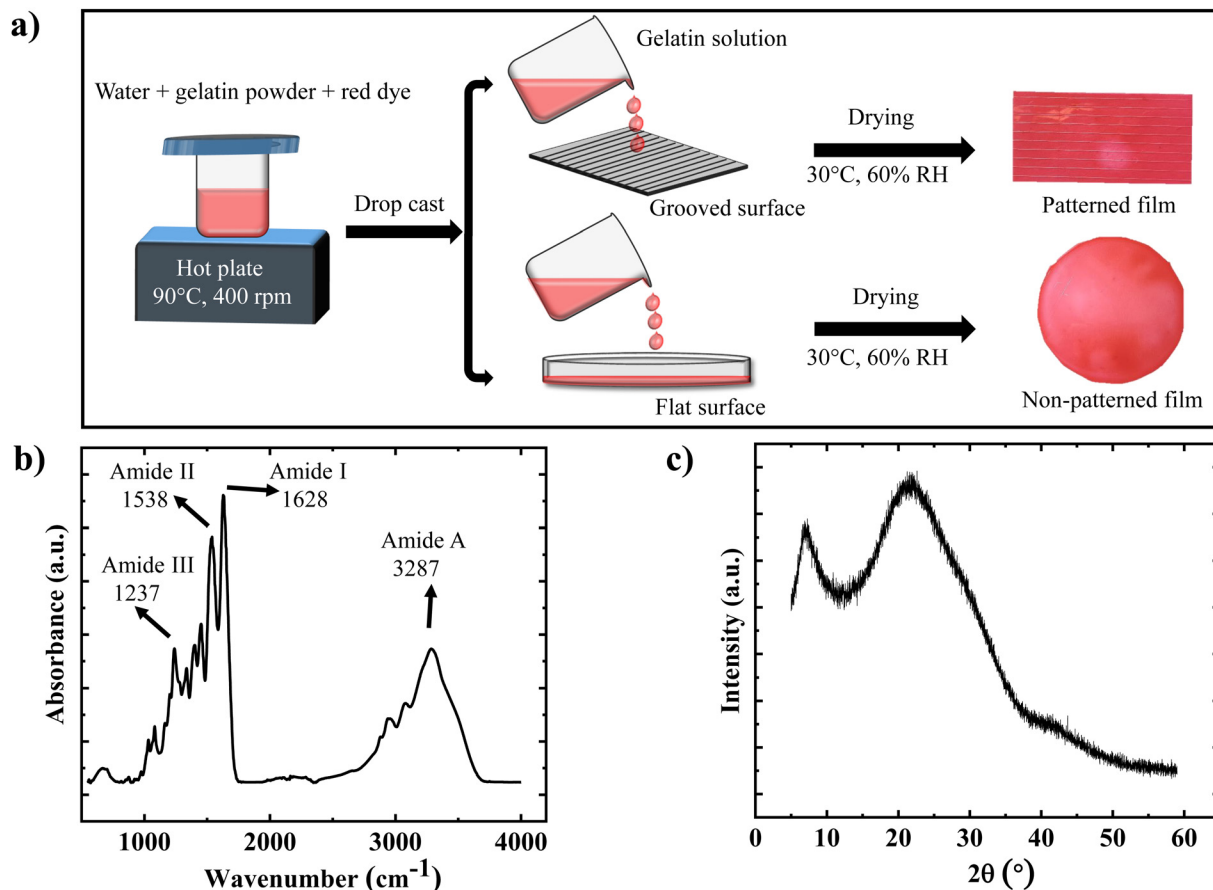 a)
Water + gelatin powder + red dye
Hot plate
90°C, 400 rpm
Drop cast
Gelatin solution
Grooved surface
Flat surface
Drying
30°C, 60% RH
Patterned film
Drying
30°C, 60% RH
Non-patterned film
b)
Absorbance (a.u.)
Amide II
1538
Amide I
1628
Amide III
1237
Amide A
3287
1000 2000 3000 4000
Wavenumber (cm⁻¹)
c)
Intensity (a.u.)
0 10 20 30 40 50 60
2θ (°)